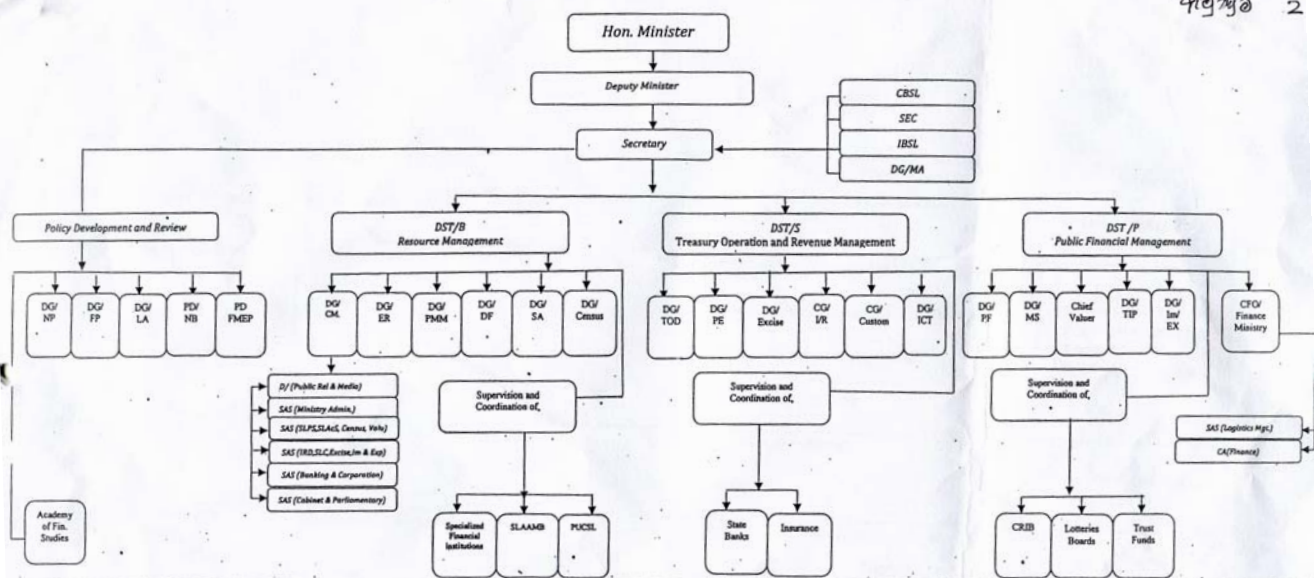 2
Hon. Minister
Deputy Minister
CBSL
SEC
IBSL
DG/MA
Secretary
Policy Development and Review
DST/B
Resource Management
DST/S
Treasury Operation and Revenue Management
DST /P
Public Financial Management
DG/
NP
DG/
FP
DG/
LA
PD/
NB
PD
FMEP
DG/
CM.
DG/
ER
DG/
PMM
DG/
DF
DG/
SA
DG/
Census
DG/
TOD
DG/
PE
DG/
Excise
CG/
I/R
CG/
Custom
DG/
ICT
DG/
PF
DG/
MS
Chief
Valuer
DG/
TIP
DG/
Im/
EX
CFO/
Finance
Ministry
D/ (Public Rel & Media)
SAS (Ministry Admin,)
SAS (SLPS,SLAcS, Census, Valu)
SAS (IRD,SLC,Excise,Im & Exp)
SAS (Banking & Corporation)
SAS (Cabinet & Parliamentory)
Supervision and
Coordination of,
Supervision and
Coordination of,
Supervision and
Coordination of,
SAS (Logistics Mgt.)
CA(Finance)
Academy
of Fin.
Studies
Specialized
Financial
Institutions
SLAAMB
PUCSL
State
Banks
Insurance
CRIB
Lotteries
Boards
Trust
Funds